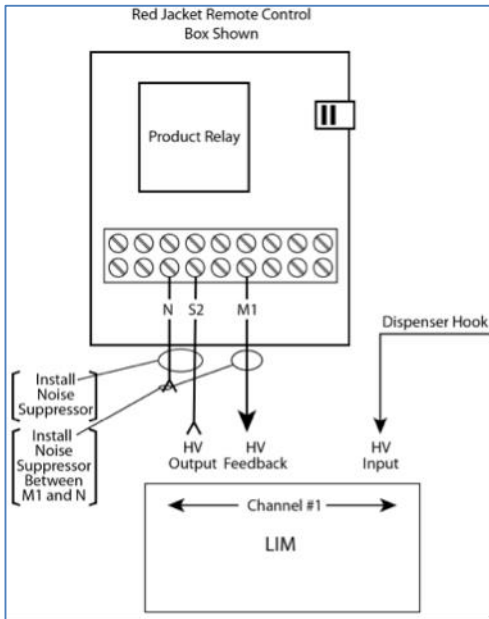 Red Jacket Remote Control
Box Shown
Product Relay
N S2 M1
Dispenser Hook
Install
Noise
Suppressor
Install
Noise
Suppressor
Between
M1 and N
HV
Output
HV
Feedback
HV
Input
Channel #1
LIM